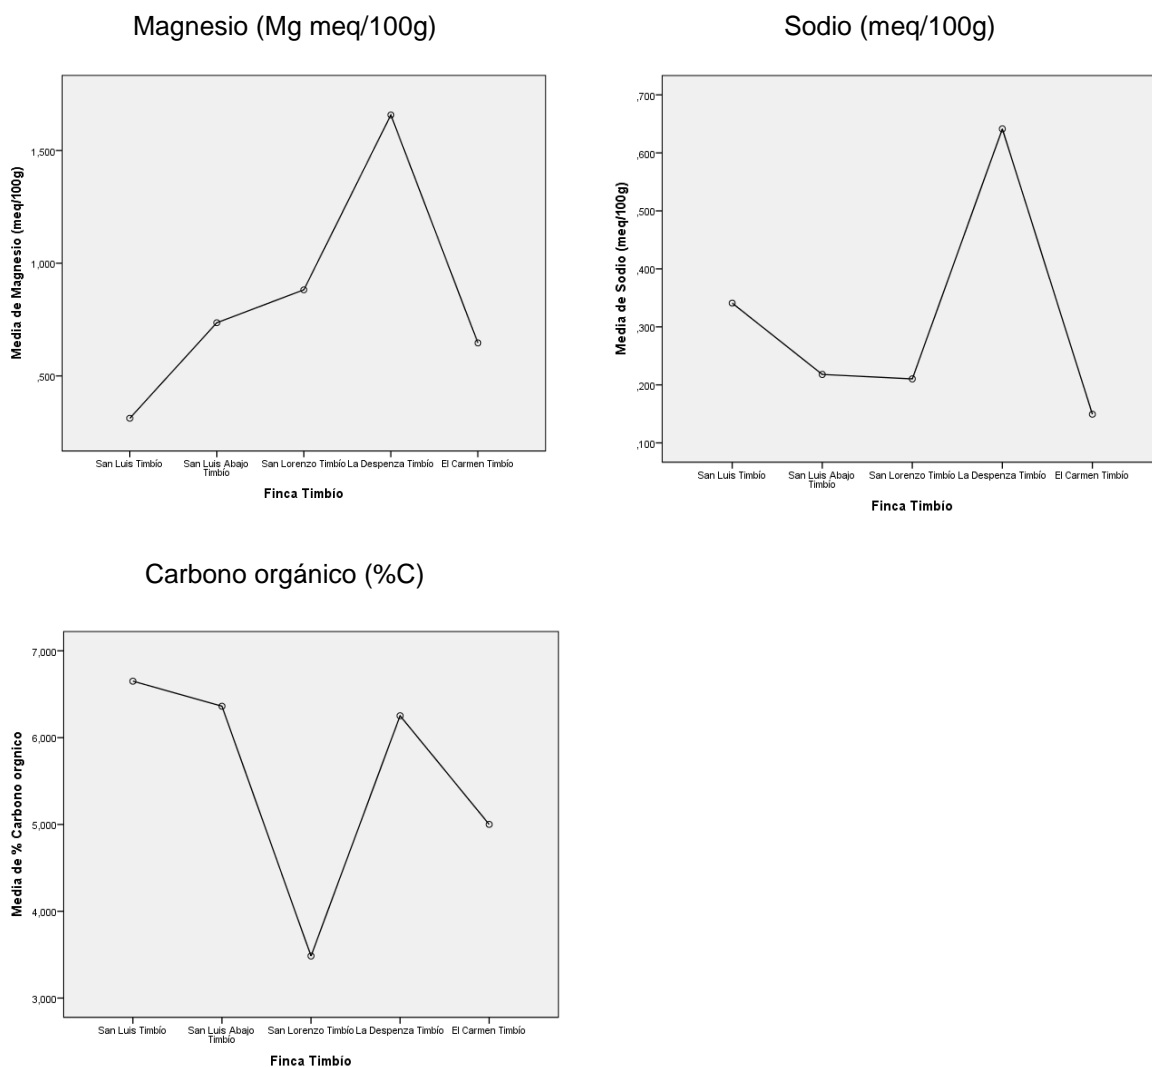 Magnesio (Mg meq/100g)
Media de Magnesio (meq/100g)
1,500
1,000
,500
San Luis Timbío
San Luis Abajo
Timbío
San Lorenzo Timbío
La Despenza Timbío
El Carmen Timbío
Finca Timbío
Sodio (meq/100g)
Media de Sodio (meq/100g)
,700
,600
,500
,400
,300
,200
,100
San Luis Timbío
San Luis Abajo
Timbío
San Lorenzo Timbío
La Despenza Timbío
El Carmen Timbío
Finca Timbío
Carbono orgánico (%C)
Media de % Carbono orgnico
7,000
6,000
5,000
4,000
3,000
San Luis Timbío
San Luis Abajo
Timbío
San Lorenzo Timbío
La Despenza Timbío
El Carmen Timbío
Finca Timbío